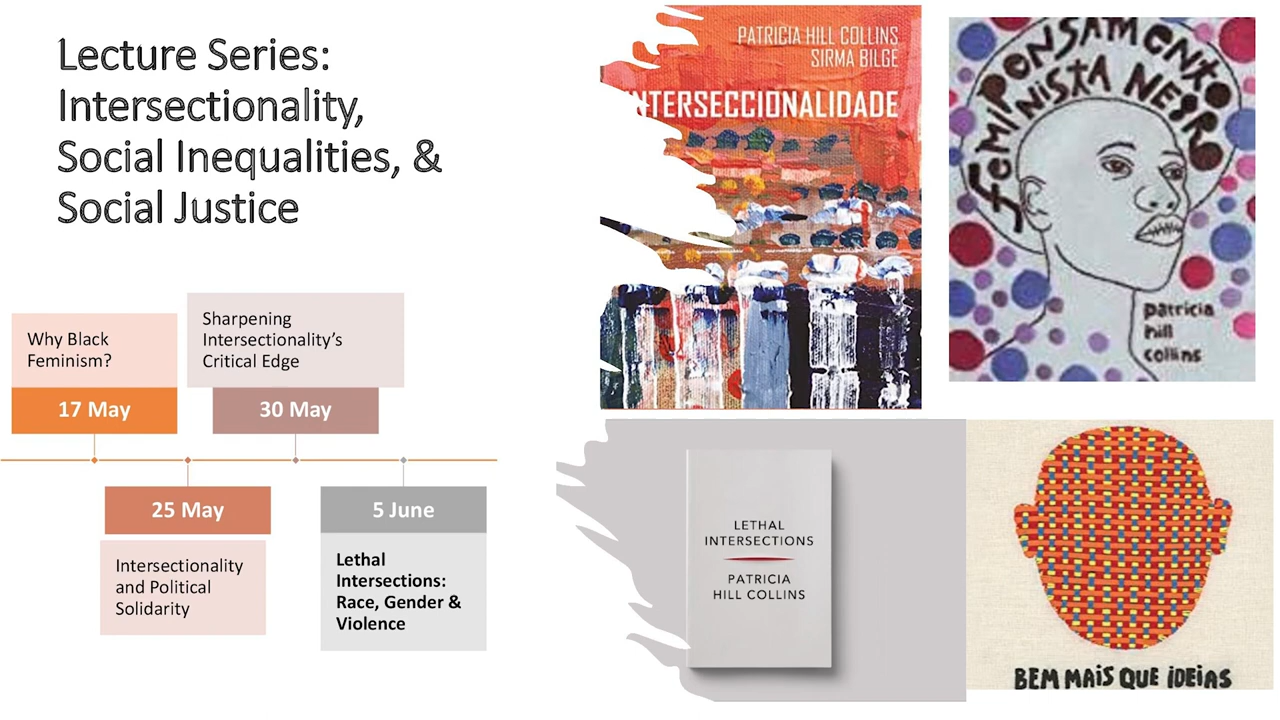 Lecture Series:
Intersectionality,
Social Inequalities, &
Social Justice
Why Black
Feminism?
17 May
Sharpening
Intersectionality’s
Critical Edge
30 May
25 May
Intersectionality
and Political
Solidarity
5 June
Lethal
Intersections:
Race, Gender &
Violence
PATRICIA HILL COLLINS
SIRMA BILGE
INTERSECCIONALIDADE
PONSAMENTO
FEMINISTA NEGRO
patricia
hill
collins
LETHAL
INTERSECTIONS
PATRICIA
HILL COLLINS
BEM MAIS QUE IDEIAS